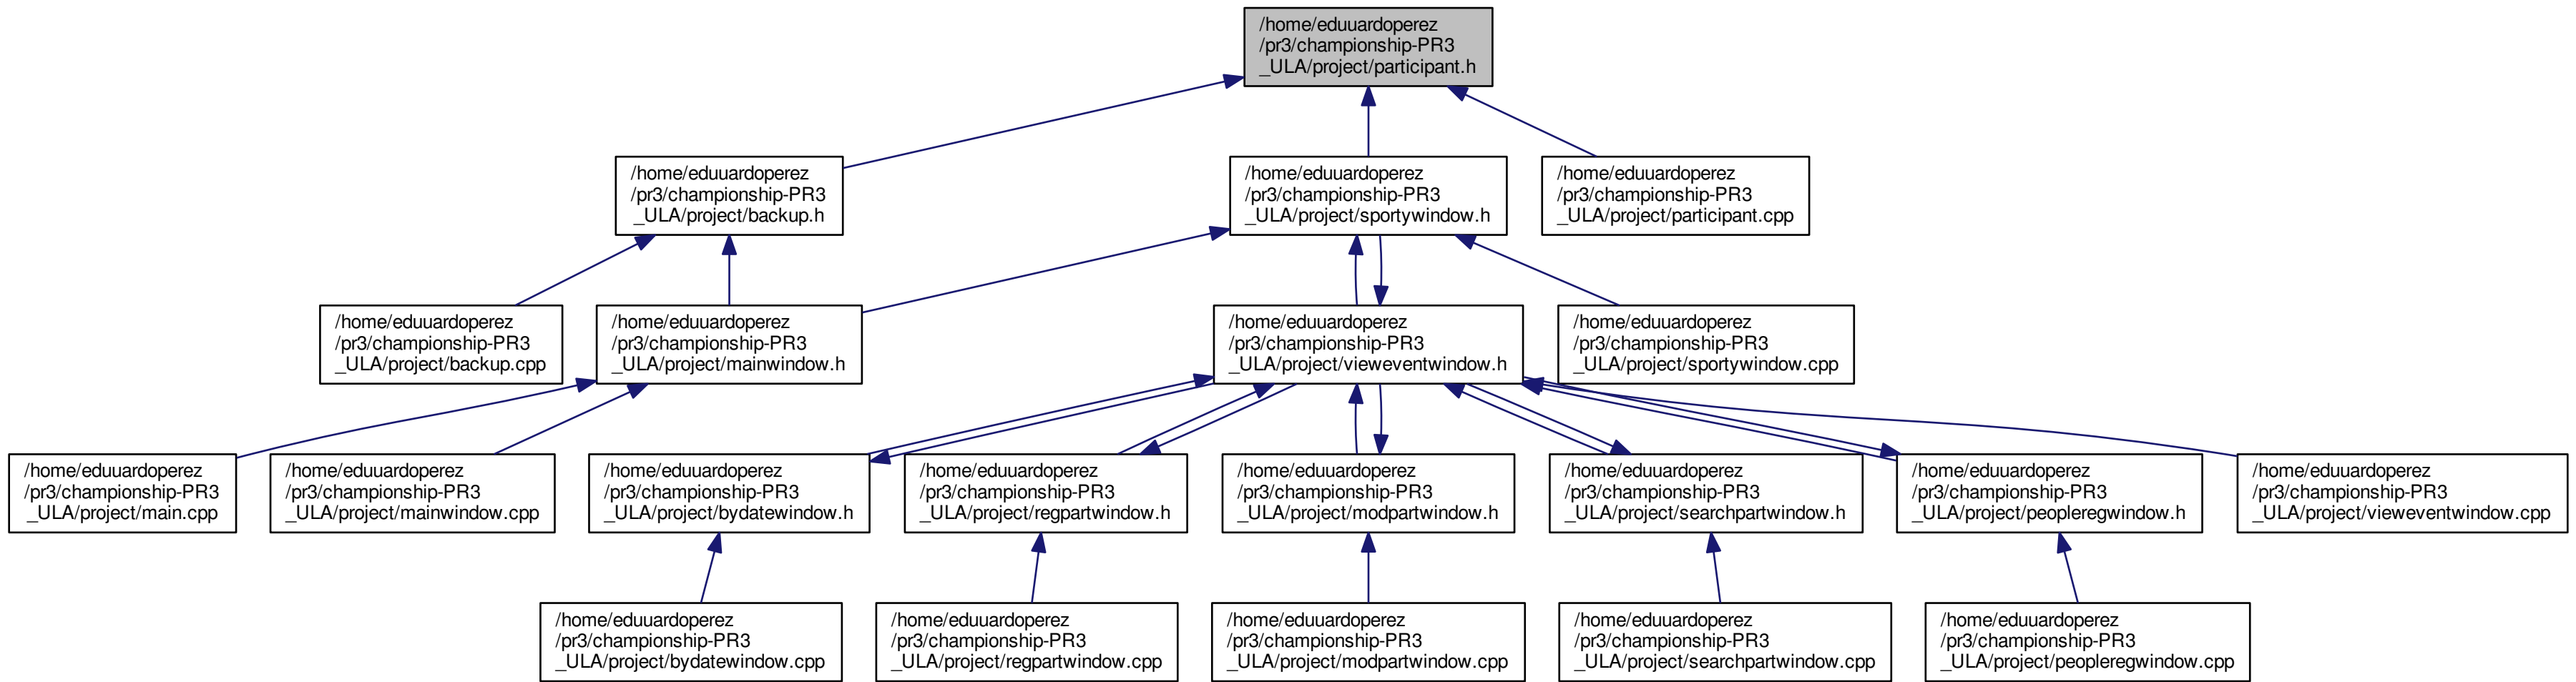 /home/eduuardoperez
/pr3/championship-PR3
_ULA/project/participant.h
/home/eduuardoperez
/pr3/championship-PR3
_ULA/project/backup.h
/home/eduuardoperez
/pr3/championship-PR3
_ULA/project/sportywindow.h
/home/eduuardoperez
/pr3/championship-PR3
_ULA/project/participant.cpp
/home/eduuardoperez
/pr3/championship-PR3
_ULA/project/backup.cpp
/home/eduuardoperez
/pr3/championship-PR3
_ULA/project/mainwindow.h
/home/eduuardoperez
/pr3/championship-PR3
_ULA/project/vieweventwindow.h
/home/eduuardoperez
/pr3/championship-PR3
_ULA/project/sportywindow.cpp
/home/eduuardoperez
/pr3/championship-PR3
_ULA/project/main.cpp
/home/eduuardoperez
/pr3/championship-PR3
_ULA/project/mainwindow.cpp
/home/eduuardoperez
/pr3/championship-PR3
_ULA/project/bydatewindow.h
/home/eduuardoperez
/pr3/championship-PR3
_ULA/project/regpartwindow.h
/home/eduuardoperez
/pr3/championship-PR3
_ULA/project/modpartwindow.h
/home/eduuardoperez
/pr3/championship-PR3
_ULA/project/searchpartwindow.h
/home/eduuardoperez
/pr3/championship-PR3
_ULA/project/peopleregwindow.h
/home/eduuardoperez
/pr3/championship-PR3
_ULA/project/vieweventwindow.cpp
/home/eduuardoperez
/pr3/championship-PR3
_ULA/project/bydatewindow.cpp
/home/eduuardoperez
/pr3/championship-PR3
_ULA/project/regpartwindow.cpp
/home/eduuardoperez
/pr3/championship-PR3
_ULA/project/modpartwindow.cpp
/home/eduuardoperez
/pr3/championship-PR3
_ULA/project/searchpartwindow.cpp
/home/eduuardoperez
/pr3/championship-PR3
_ULA/project/peopleregwindow.cpp